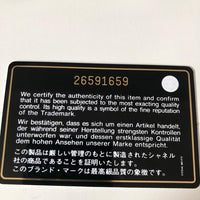 26591659
We certify the authenticity of this item and confirm
that it has been subjected to the most exacting quality
control. Its high quality is a symbol of the fine reputation
of the Trademark.
Wir bestätigen, dass es sich um einen Artikel handelt,
der während seiner Herstellung strengsten Kontrollen
unterworfen war, und dessen erstklassige Qualität
dem hohen Ansehen unserer Marke entspricht.
この製品は厳しい管理のもとに製造されたシャネル
社の商品であることを証明いたします。
このブランド・マークは最高級品質の象徴です。